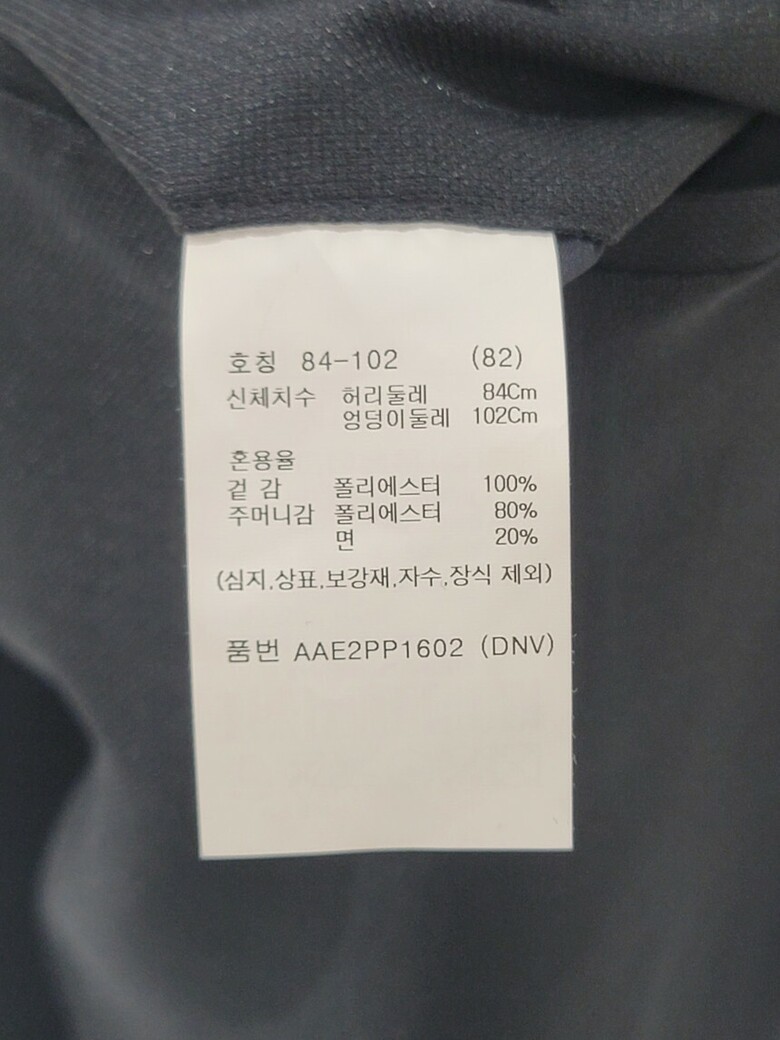 호칭 84-102 (82)
신체치수 허리둘레 84Cm
엉덩이둘레 102Cm
혼용율
겉 감 폴리에스터 100%
주머니감 폴리에스터 80%
면 20%
(심지,상표,보강재,자수,장식 제외)
품번 AAE2PP1602 (DNV)